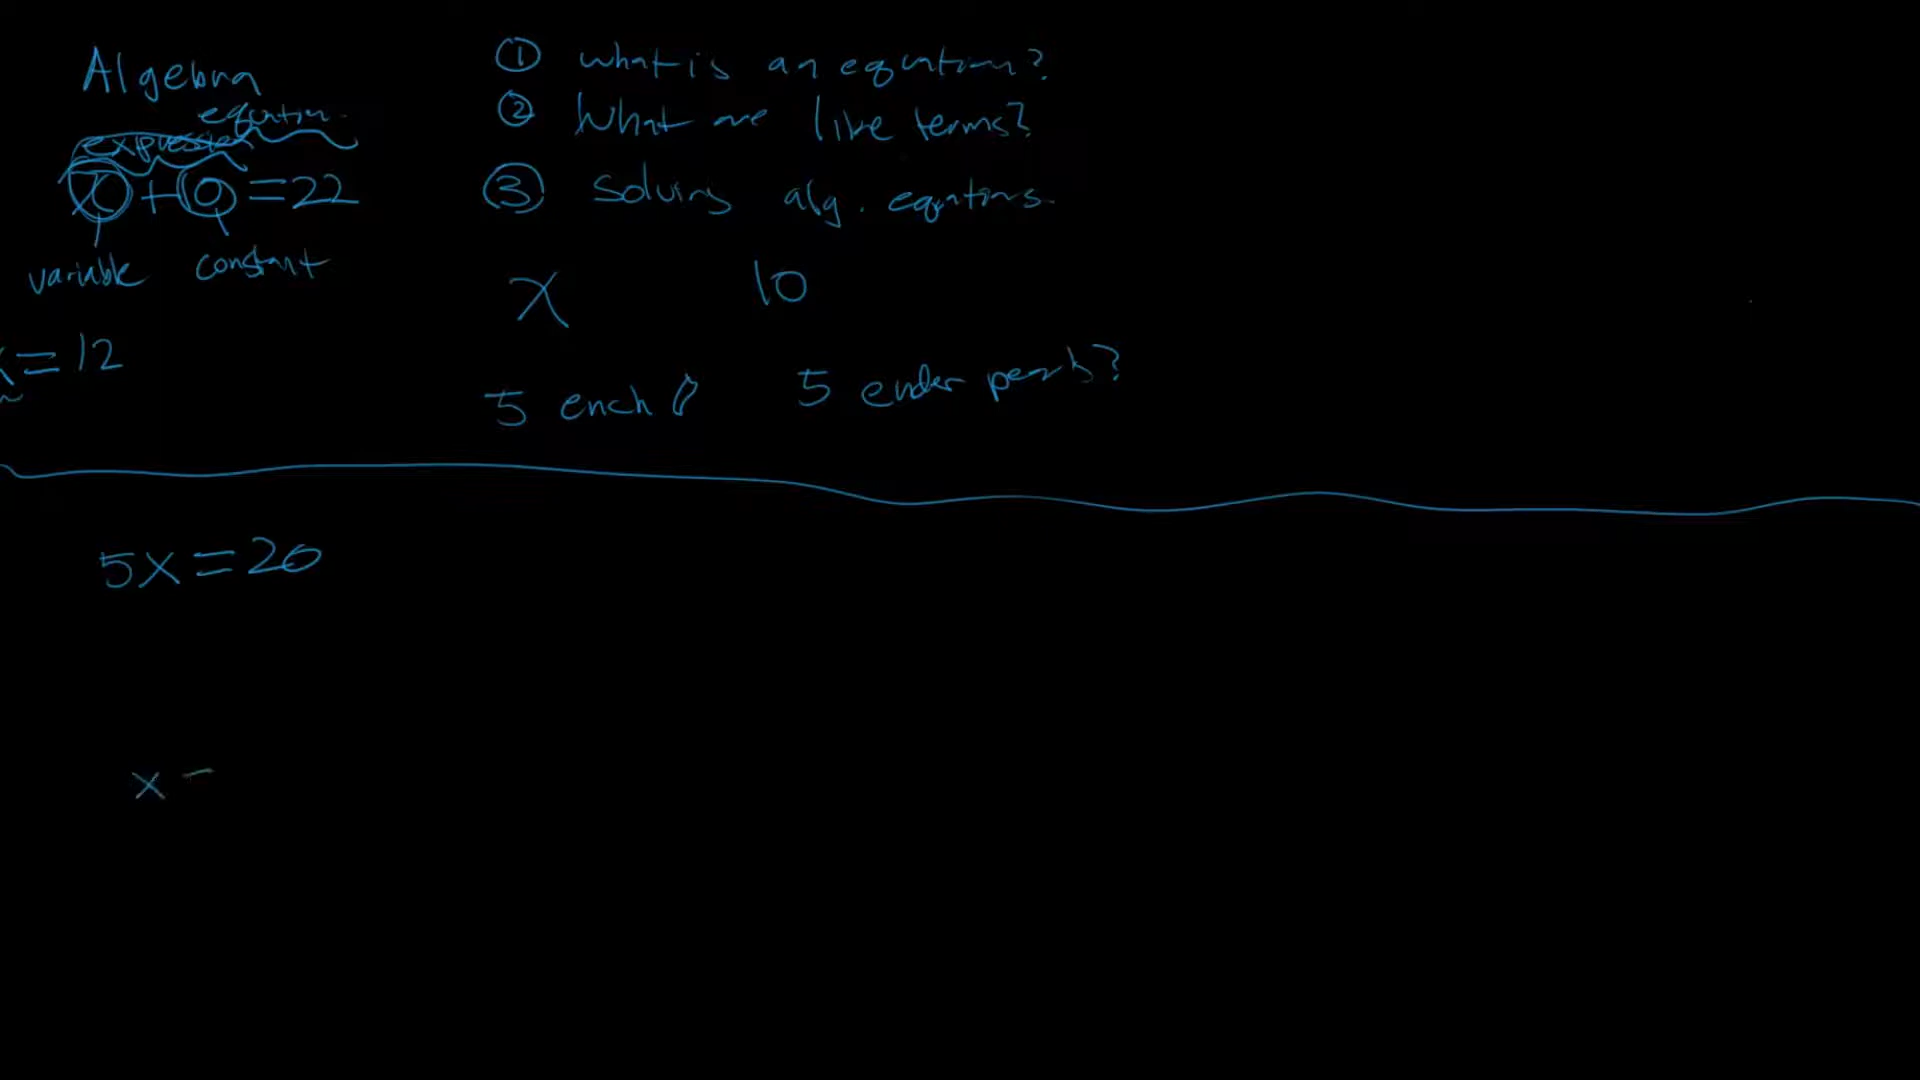 Algebra
equation
expression
x + 10 = 22
variable constant
x = 12
① what is an equation?
② What are like terms?
③ Solving alg. equations.
x 10
5 ench 5 ender pearls?
5x = 20
x -